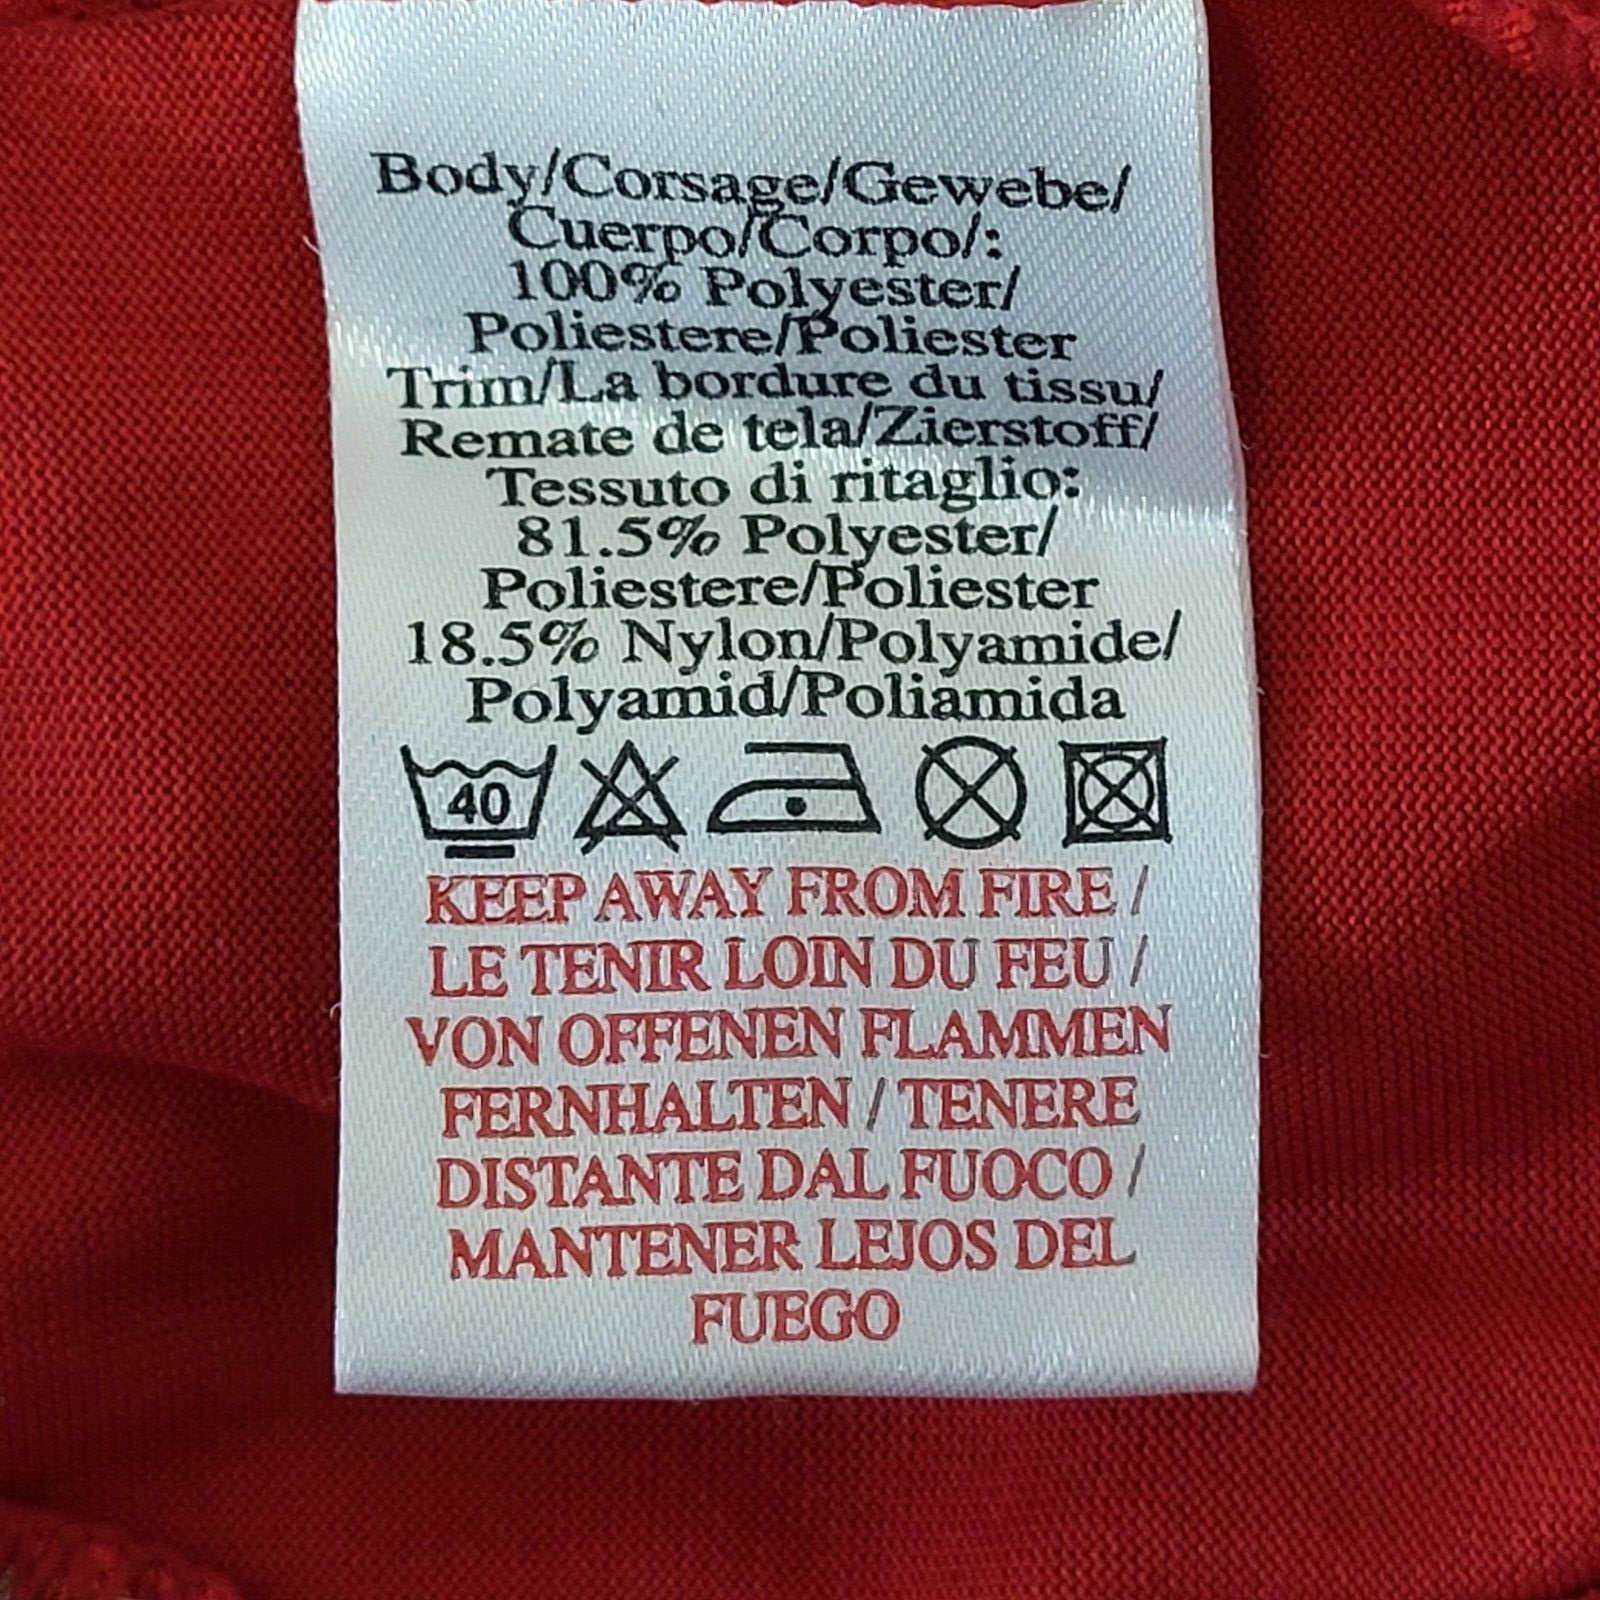 Body/Corsage/Gewebe/
Cuerpo/Corpo/:
100% Polyester/
Poliestere/Poliester
Trim/La bordure du tissu/
Remate de tela/Zierstoff/
Tessuto di ritaglio:
81.5% Polyester/
Poliestere/Poliester
18.5% Nylon/Polyamide/
Polyamid/Poliamida
40
KEEP AWAY FROM FIRE /
LE TENIR LOIN DU FEU /
VON OFFENEN FLAMMEN
FERNHALTEN / TENERE
DISTANTE DAL FUOCO /
MANTENER LEJOS DEL
FUEGO